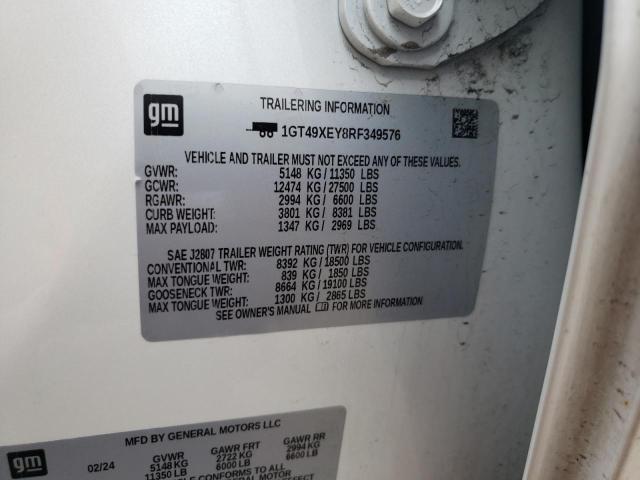 gm
TRAILERING INFORMATION
1GT49XEY8RF349576
VEHICLE AND TRAILER MUST NOT EXCEED ANY OF THESE VALUES.
GVWR: 5148 KG / 11350 LBS
GCWR: 12474 KG / 27500 LBS
RGAWR: 2994 KG / 6600 LBS
CURB WEIGHT: 3801 KG / 8381 LBS
MAX PAYLOAD: 1347 KG / 2969 LBS
SAE J2807 TRAILER WEIGHT RATING (TWR) FOR VEHICLE CONFIGURATION.
CONVENTIONAL TWR: 8392 KG / 18500 LBS
MAX TONGUE WEIGHT: 839 KG / 1850 LBS
GOOSENECK TWR: 8664 KG / 19100 LBS
MAX TONGUE WEIGHT: 1300 KG / 2865 LBS
SEE OWNER'S MANUAL FOR MORE INFORMATION
gm
MFD BY GENERAL MOTORS LLC
GVWR GAWR FRT GAWR RR
02/24 5148 KG 2722 KG 2994 KG
11350 LB 6000 LB 6600 LB
CONFORMS TO ALL
GENERAL MOTOR